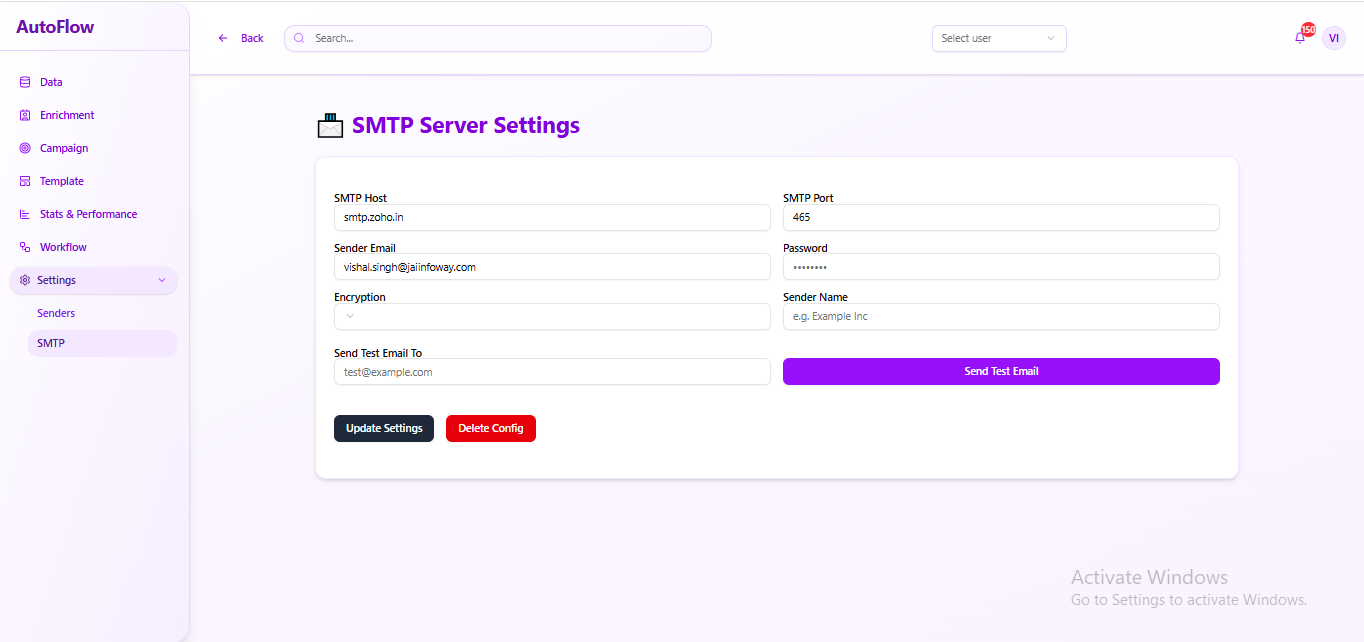 AutoFlow
Back
Search...
Select user
150
VI
Data
Enrichment
Campaign
Template
Stats & Performance
Workflow
Settings
Senders
SMTP
SMTP Server Settings
SMTP Host
smtp.zoho.in
SMTP Port
465
Sender Email
vishal.singh@jaiinfoway.com
Password
••••••••
Encryption
Sender Name
e.g. Example Inc
Send Test Email To
test@example.com
Send Test Email
Update Settings
Delete Config
Activate Windows
Go to Settings to activate Windows.